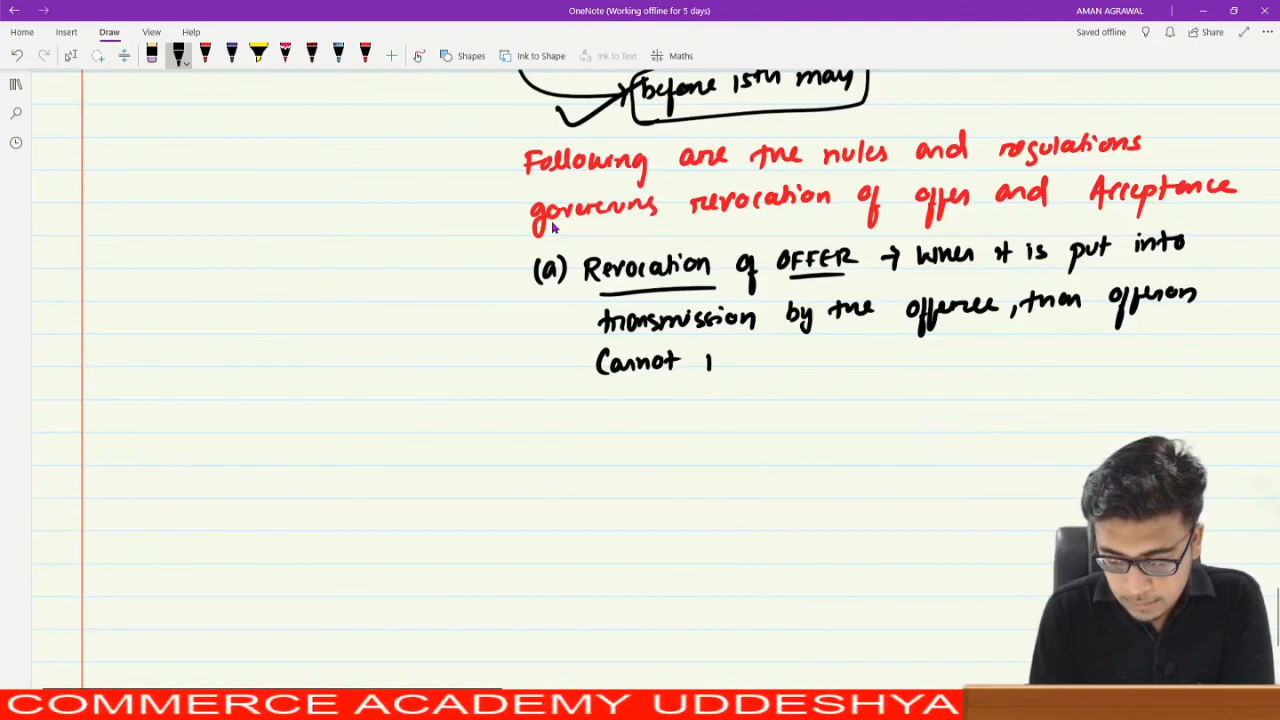 OneNote (Working offline for 5 days)
AMAN AGRAWAL
Home Insert Draw View Help
Saved offline Share
Shapes Ink to Shape Ink to Text Maths
before 15th may
Following are the rules and regulations
governing revocation of offer and Acceptance
(a) Revocation of OFFER → When it is put into
transmission by the offeree, then offeror
Cannot
COMMERCE ACADEMY UDDESHYA